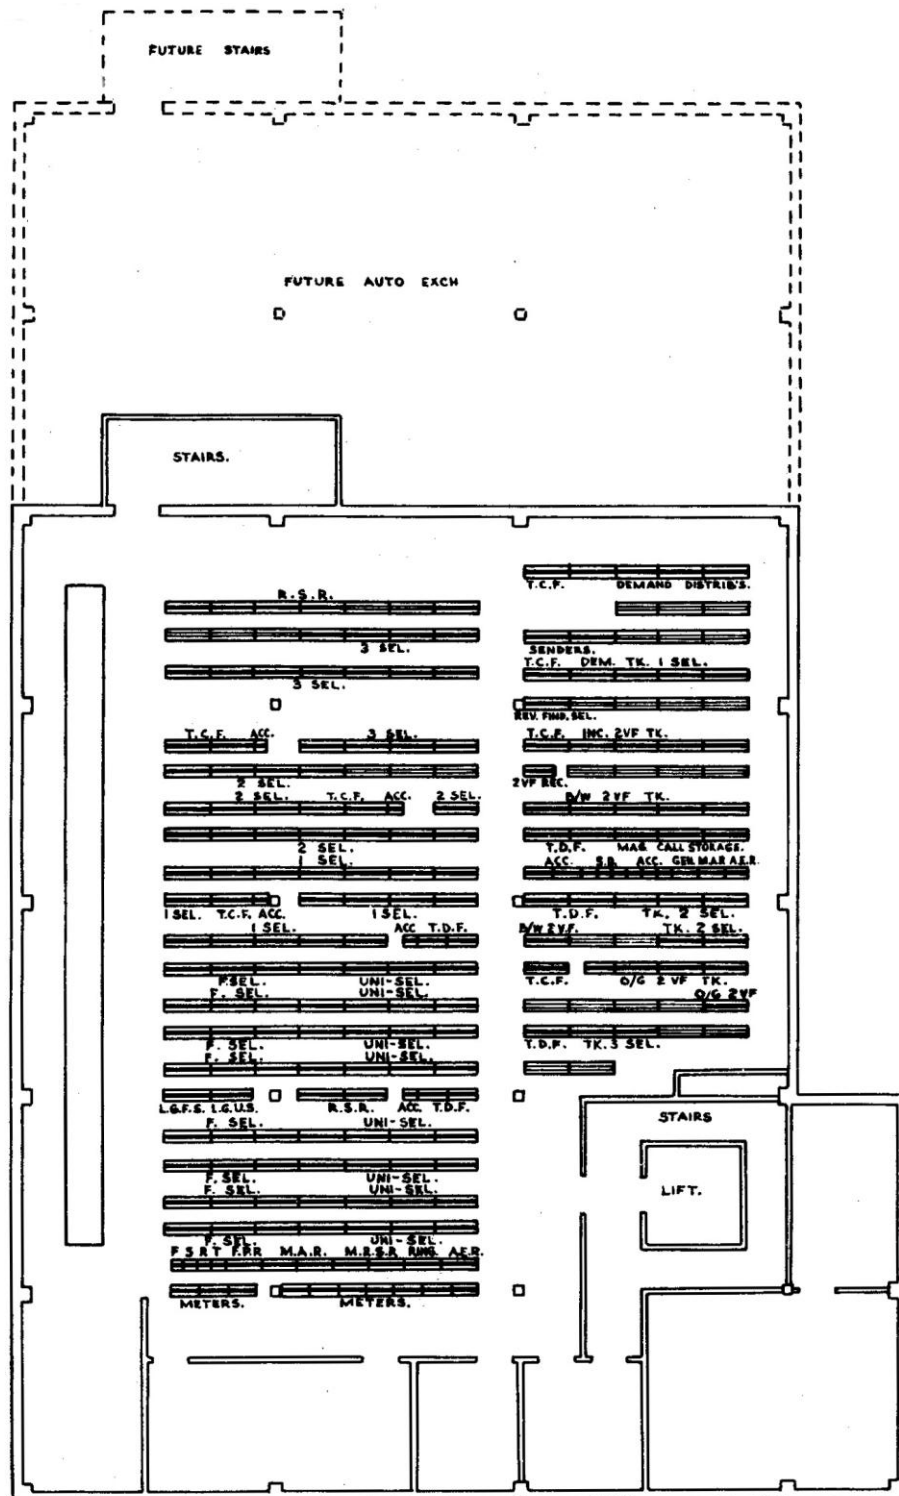 FUTURE STAIRS
FUTURE AUTO EXCH
STAIRS.
R.S.R.
3 SEL.
3 SEL.
T.C.F. ACC. 3 SEL.
2 SEL.
2 SEL. T.C.F. ACC. 2 SEL.
2 SEL.
1 SEL.
1 SEL. T.C.F. ACC. 1 SEL.
1 SEL. ACC T.D.F.
F.SEL. UNI-SEL.
F. SEL. UNI-SEL.
F. SEL. UNI-SEL.
F. SEL. UNI-SEL.
L.G.F.S. L.G.U.S. R.S.R. ACC. T.D.F.
F. SEL. UNI-SEL.
F. SEL. UNI-SEL.
F. SEL. UNI-SEL.
F. SEL. UNI-SEL.
F S R T F.P.R M.A.R. M.R.S.R RING. A.E.R.
METERS. METERS.
T.C.F. DEMAND DISTRIB'S.
SENDERS.
T.C.F. DEM. TK. 1 SEL.
REV. FIND. SEL.
T.C.F. INC. 2VF TK.
2VF REC.
B/W 2 VF TK.
T.D.F. MAG CALL STORAGE.
ACC. S.B. ACC. GEN. M.A.R A.E.R.
T.D.F. TK. 2 SEL.
B/W 2 V.F. TK. 2 SEL.
T.C.F. O/G 2 VF TK.
O/G 2 VF
T.D.F. TK. 3 SEL.
STAIRS
LIFT.